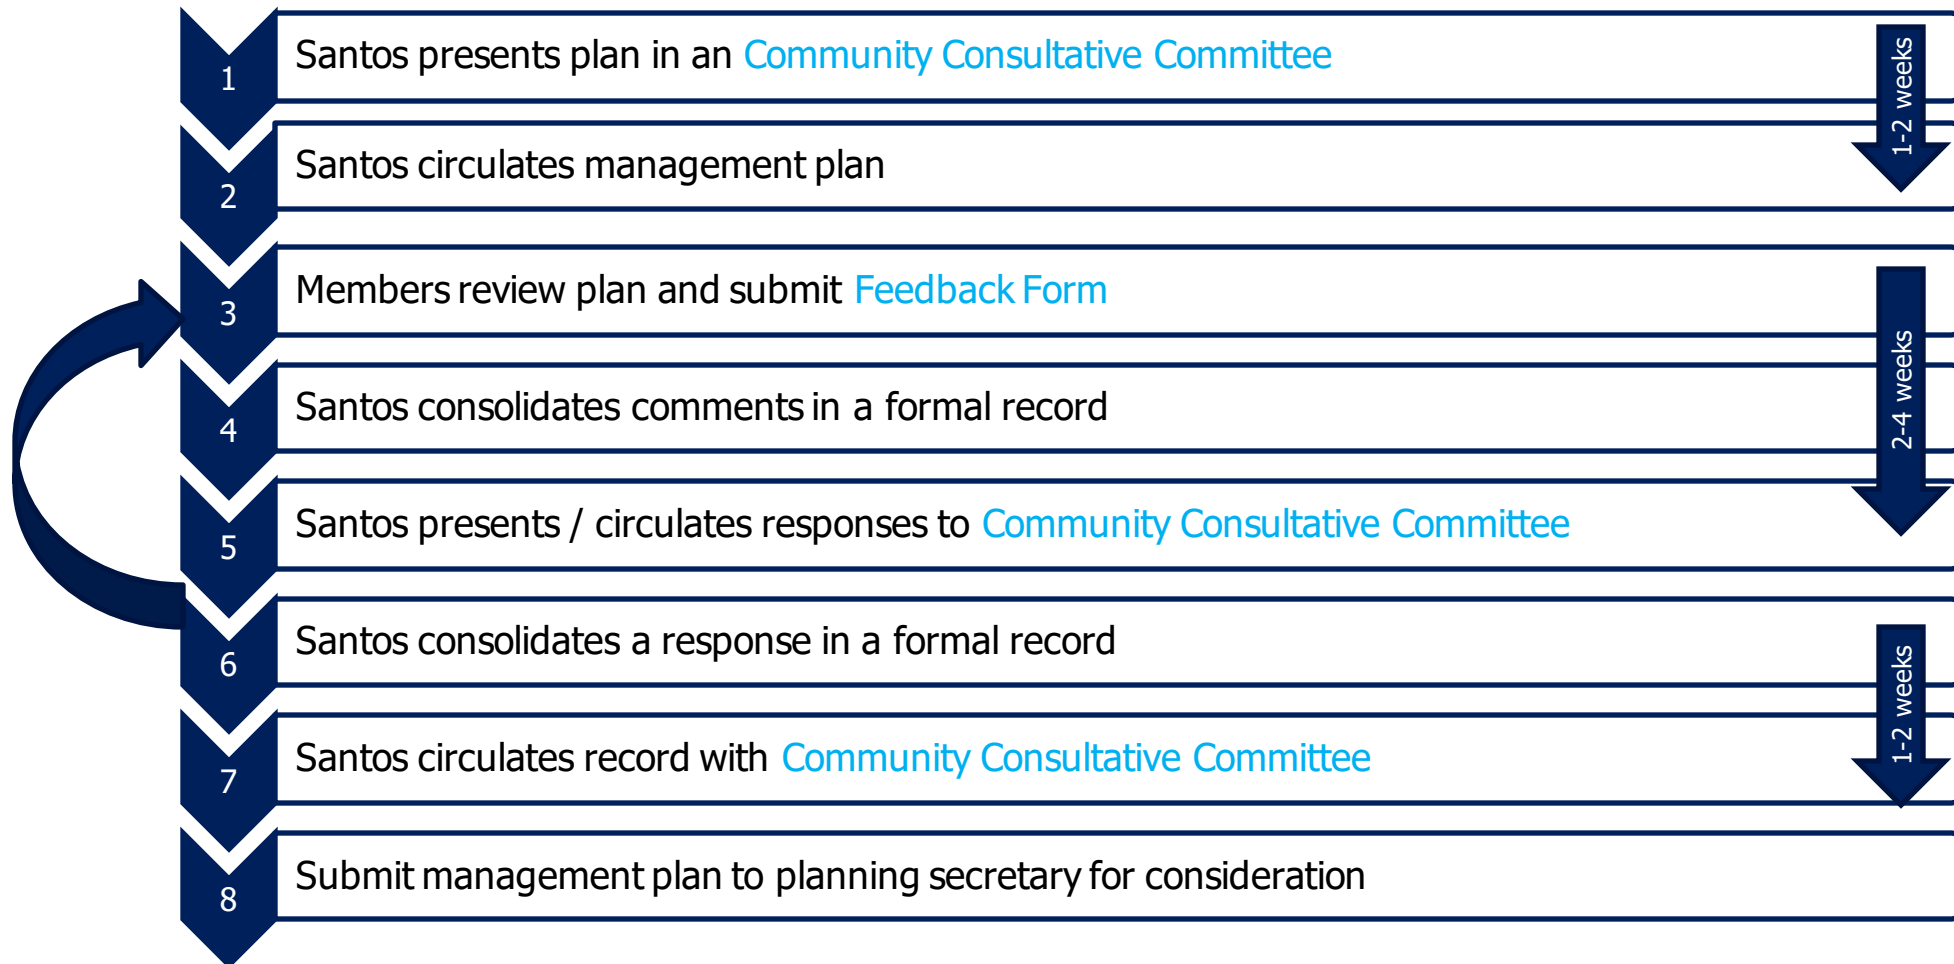 1
Santos presents plan in an Community Consultative Committee
1-2 weeks
2
Santos circulates management plan
3
Members review plan and submit Feedback Form
2-4 weeks
4
Santos consolidates comments in a formal record
5
Santos presents / circulates responses to Community Consultative Committee
6
Santos consolidates a response in a formal record
1-2 weeks
7
Santos circulates record with Community Consultative Committee
8
Submit management plan to planning secretary for consideration